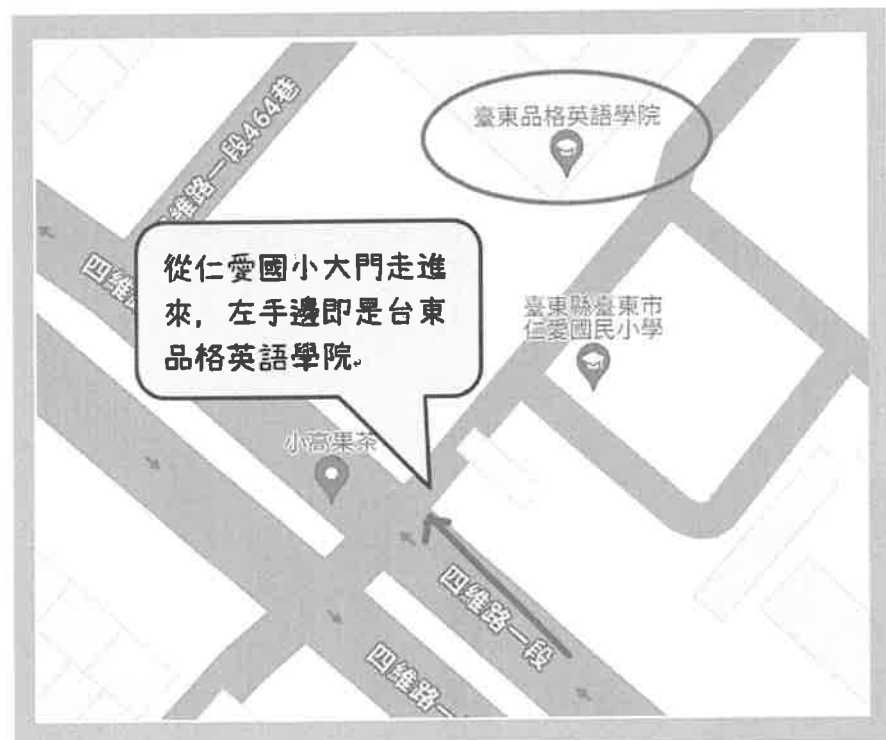 臺東品格英語學院
四維路一段464巷
四維
從仁愛國小大門走進
來，左手邊即是台東
品格英語學院。
臺東縣臺東市
仁愛國民小學
小高果茶
四維路一段
四維路一